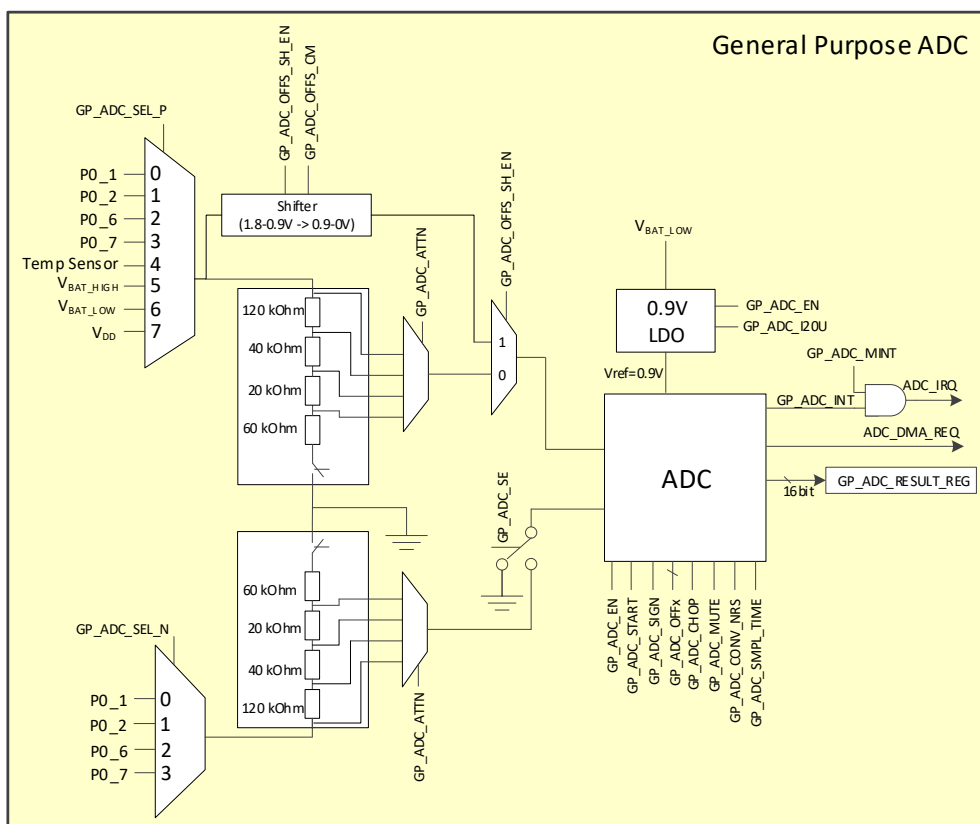 General Purpose ADC
GP_ADC_SEL_P
GP_ADC_OFFS_SH_EN
GP_ADC_OFFS_CM
P0_1
0
P0_2
1
P0_6
2
P0_7
3
Temp Sensor
4
VBAT_HIGH
5
VBAT_LOW
6
VDD
7
Shifter
(1.8-0.9V -> 0.9-0V)
GP_ADC_ATTN
GP_ADC_OFFS_SH_EN
120 kOhm
40 kOhm
20 kOhm
60 kOhm
1
0
VBAT_LOW
0.9V
LDO
GP_ADC_EN
GP_ADC_I20U
Vref=0.9V
GP_ADC_MINT
GP_ADC_INT
ADC_IRQ
ADC_DMA_REQ
ADC
16bit
GP_ADC_RESULT_REG
GP_ADC_SE
GP_ADC_EN
GP_ADC_START
GP_ADC_SIGN
GP_ADC_OFFx
GP_ADC_CHOP
GP_ADC_MUTE
GP_ADC_CONV_NRS
GP_ADC_SMPL_TIME
60 kOhm
20 kOhm
40 kOhm
120 kOhm
GP_ADC_ATTN
GP_ADC_SEL_N
P0_1
0
P0_2
1
P0_6
2
P0_7
3